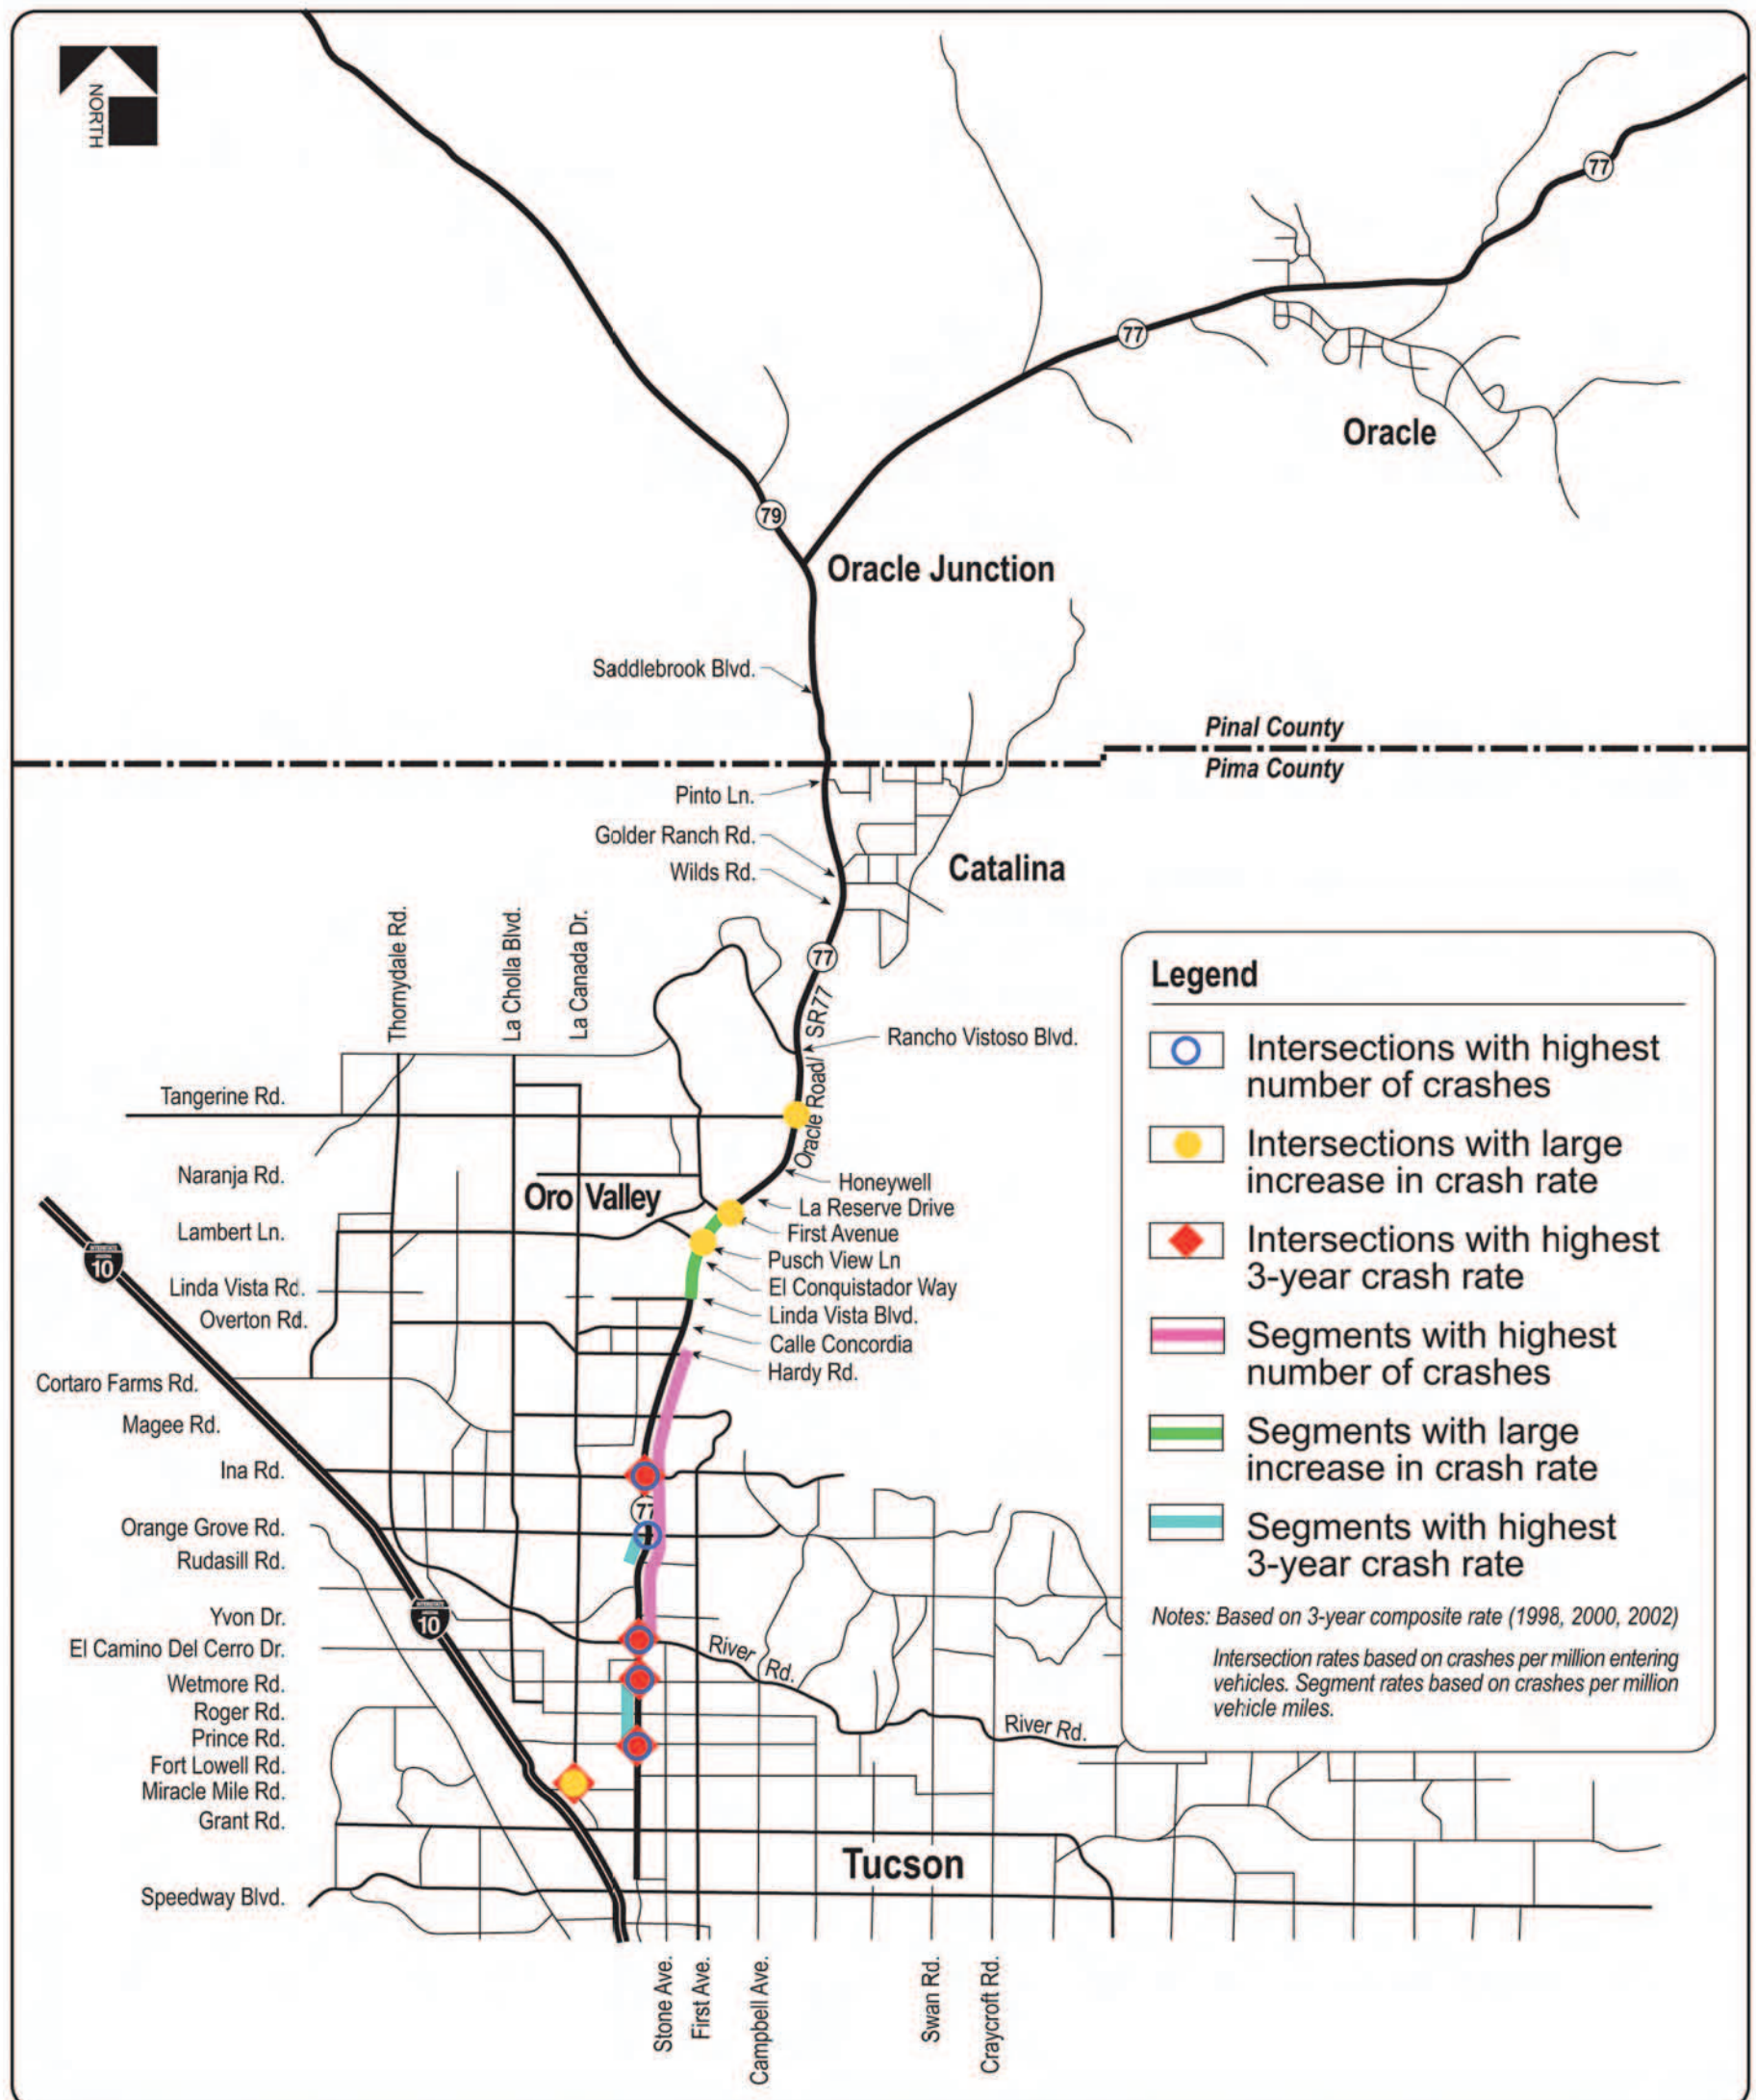 NORTH
77
77
Oracle
79
Oracle Junction
Saddlebrook Blvd.
Pinal County
Pima County
Pinto Ln.
Golder Ranch Rd.
Wilds Rd.
Catalina
Thornydale Rd.
La Cholla Blvd.
La Canada Dr.
77
Oracle Road/ SR77
Rancho Vistoso Blvd.
Tangerine Rd.
Naranja Rd.
Oro Valley
Honeywell
La Reserve Drive
Lambert Ln.
First Avenue
Pusch View Ln
INTERSTATE
10
El Conquistador Way
Linda Vista Rd.
Linda Vista Blvd.
Overton Rd.
Calle Concordia
Hardy Rd.
Cortaro Farms Rd.
Magee Rd.
Ina Rd.
77
Orange Grove Rd.
Rudasill Rd.
INTERSTATE
10
Yvon Dr.
El Camino Del Cerro Dr.
River Rd.
Wetmore Rd.
Roger Rd.
River Rd.
Prince Rd.
Fort Lowell Rd.
Miracle Mile Rd.
Grant Rd.
Tucson
Speedway Blvd.
Stone Ave.
First Ave.
Campbell Ave.
Swan Rd.
Craycroft Rd.
Legend
Intersections with highest
number of crashes
Intersections with large
increase in crash rate
Intersections with highest
3-year crash rate
Segments with highest
number of crashes
Segments with large
increase in crash rate
Segments with highest
3-year crash rate
Notes: Based on 3-year composite rate (1998, 2000, 2002)
Intersection rates based on crashes per million entering
vehicles. Segment rates based on crashes per million
vehicle miles.